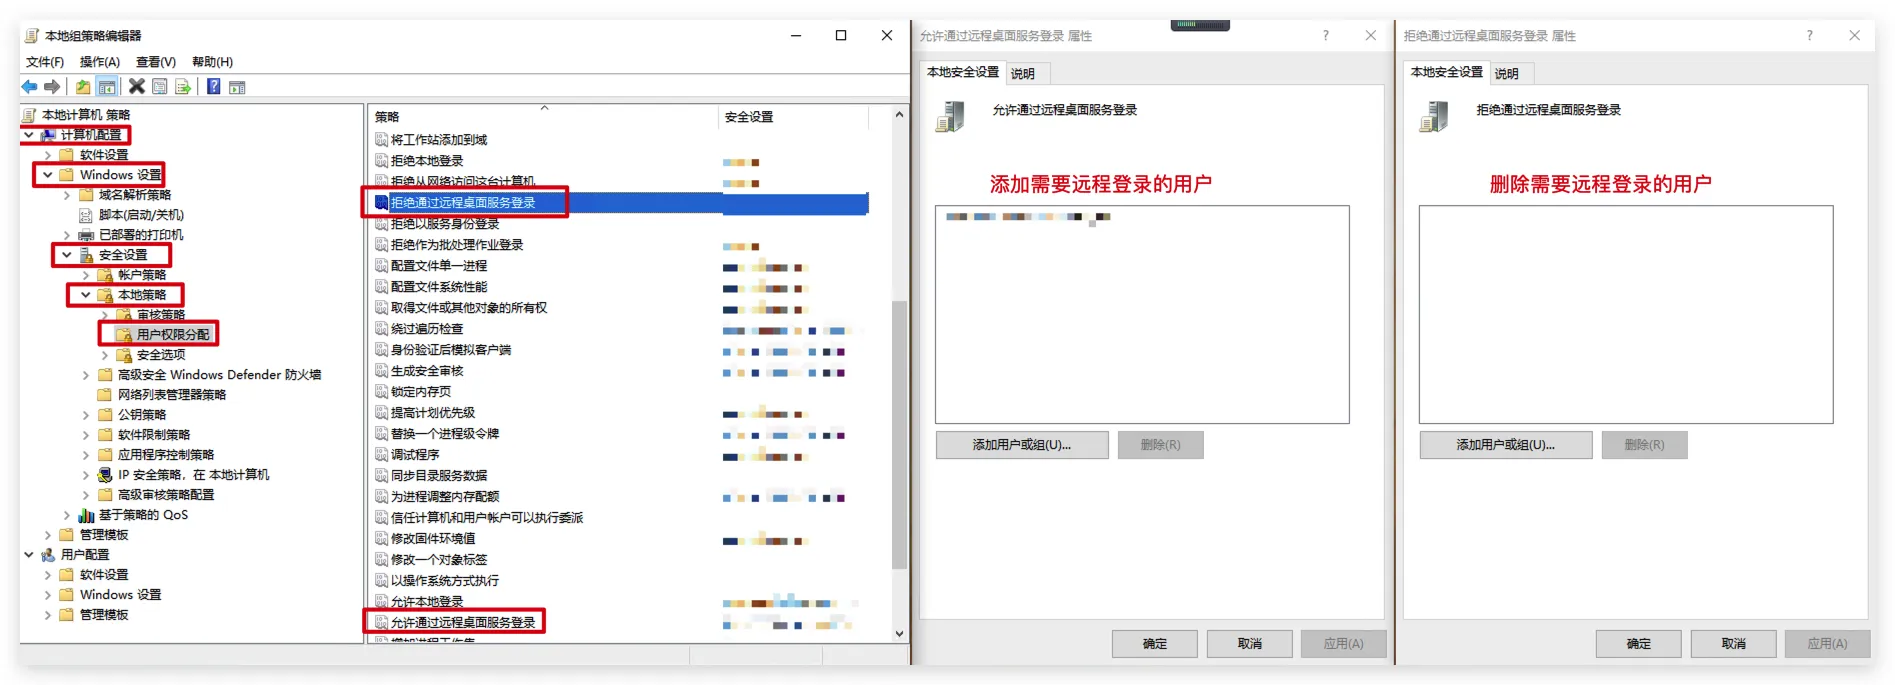 本地组策略编辑器
文件(F) 操作(A) 查看(V) 帮助(H)
本地计算机 策略
计算机配置
软件设置
Windows 设置
域名解析策略
脚本(启动/关机)
已部署的打印机
安全设置
帐户策略
本地策略
审核策略
用户权限分配
安全选项
高级安全 Windows Defender 防火墙
网络列表管理器策略
公钥策略
软件限制策略
应用程序控制策略
IP 安全策略，在 本地计算机
高级审核策略配置
基于策略的 QoS
管理模板
用户配置
软件设置
Windows 设置
管理模板
策略 安全设置
将工作站添加到域
拒绝本地登录
拒绝从网络访问这台计算机
拒绝通过远程桌面服务登录
拒绝以服务身份登录
拒绝作为批处理作业登录
配置文件单一进程
配置文件系统性能
取得文件或其他对象的所有权
绕过遍历检查
身份验证后模拟客户端
生成安全审核
锁定内存页
提高计划优先级
替换一个进程级令牌
调试程序
同步目录服务数据
为进程调整内存配额
信任计算机和用户帐户可以执行委派
修改固件环境值
修改一个对象标签
以操作系统方式执行
允许本地登录
允许通过远程桌面服务登录
增加进程工作集
允许通过远程桌面服务登录 属性
本地安全设置 说明
允许通过远程桌面服务登录
添加需要远程登录的用户
添加用户或组(U)... 删除(R)
确定 取消 应用(A)
拒绝通过远程桌面服务登录 属性
本地安全设置 说明
拒绝通过远程桌面服务登录
删除需要远程登录的用户
添加用户或组(U)... 删除(R)
确定 取消 应用(A)